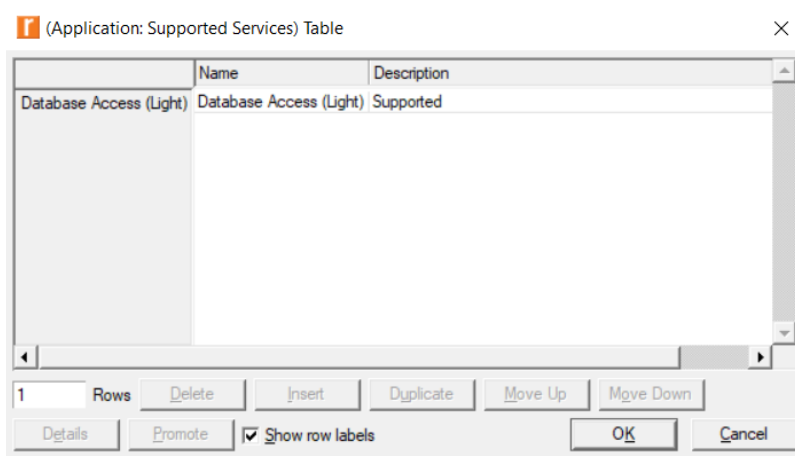 (Application: Supported Services) Table
Name Description
Database Access (Light) Database Access (Light) Supported
1 Rows Delete Insert Duplicate Move Up Move Down
Details Promote Show row labels OK Cancel